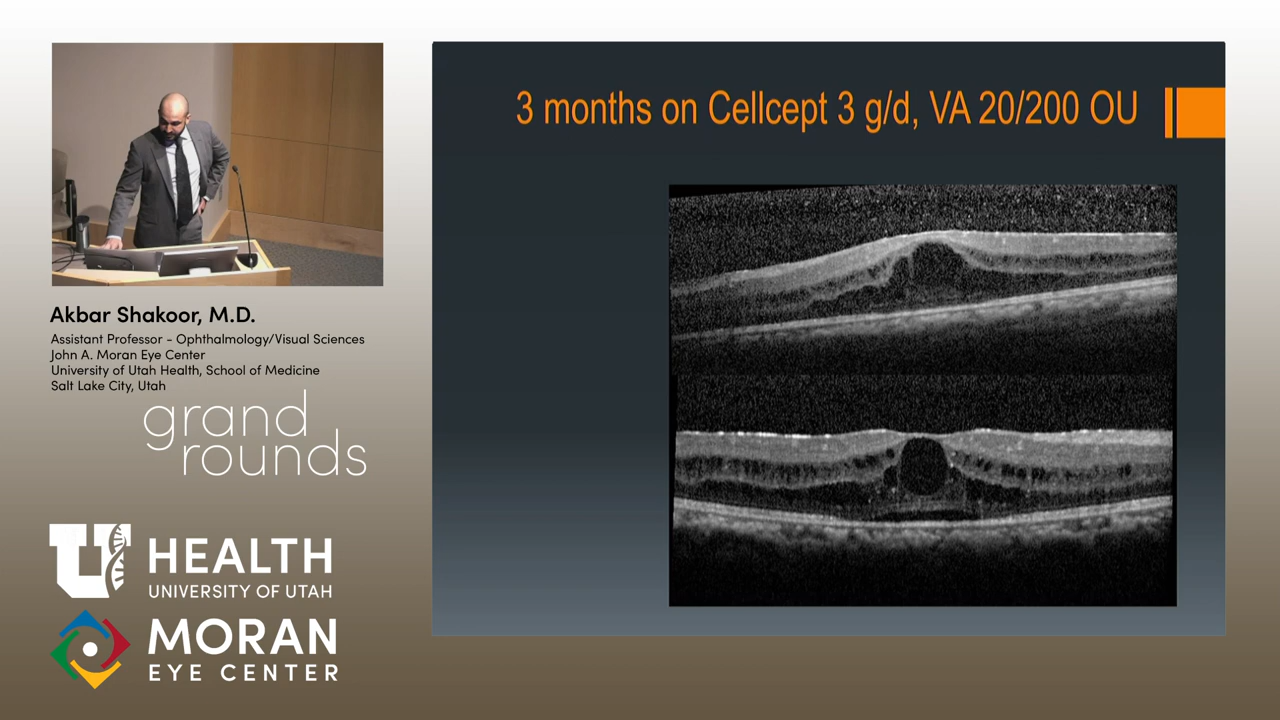 3 months on Cellcept 3 g/d, VA 20/200 OU
Akbar Shakoor, M.D.
Assistant Professor - Ophthalmology/Visual Sciences
John A. Moran Eye Center
University of Utah Health, School of Medicine
Salt Lake City, Utah
grand
rounds
U HEALTH
UNIVERSITY OF UTAH
MORAN
EYE CENTER